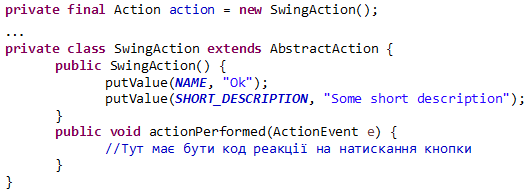 private final Action action = new SwingAction();
...
private class SwingAction extends AbstractAction {
public SwingAction() {
putValue(NAME, "Ok");
putValue(SHORT_DESCRIPTION, "Some short description");
}
public void actionPerformed(ActionEvent e) {
//Тут має бути код реакції на натискання кнопки
}
}